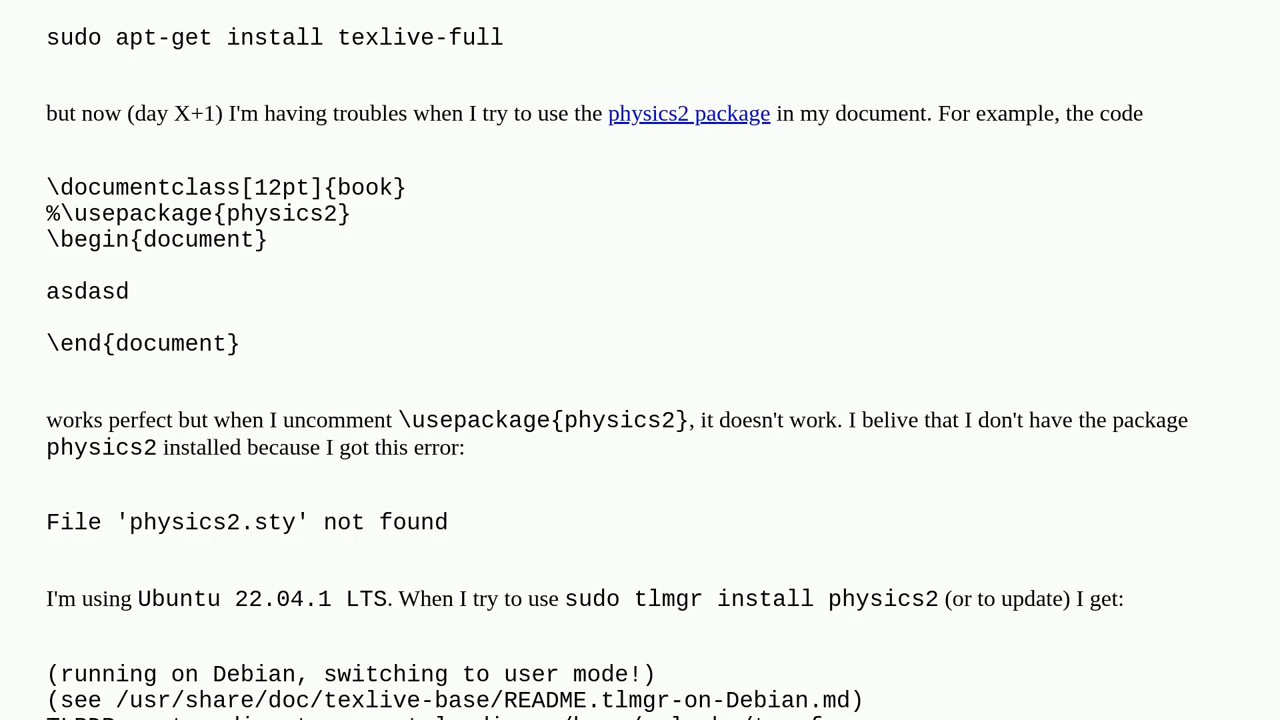 sudo apt-get install texlive-full
but now (day X+1) I'm having troubles when I try to use the physics2 package in my document. For example, the code
\documentclass[12pt]{book}
%\usepackage{physics2}
\begin{document}
asdasd
\end{document}
works perfect but when I uncomment \usepackage{physics2}, it doesn't work. I belive that I don't have the package
physics2 installed because I got this error:
File 'physics2.sty' not found
I'm using Ubuntu 22.04.1 LTS. When I try to use sudo tlmgr install physics2 (or to update) I get:
(running on Debian, switching to user mode!)
(see /usr/share/doc/texlive-base/README.tlmgr-on-Debian.md)